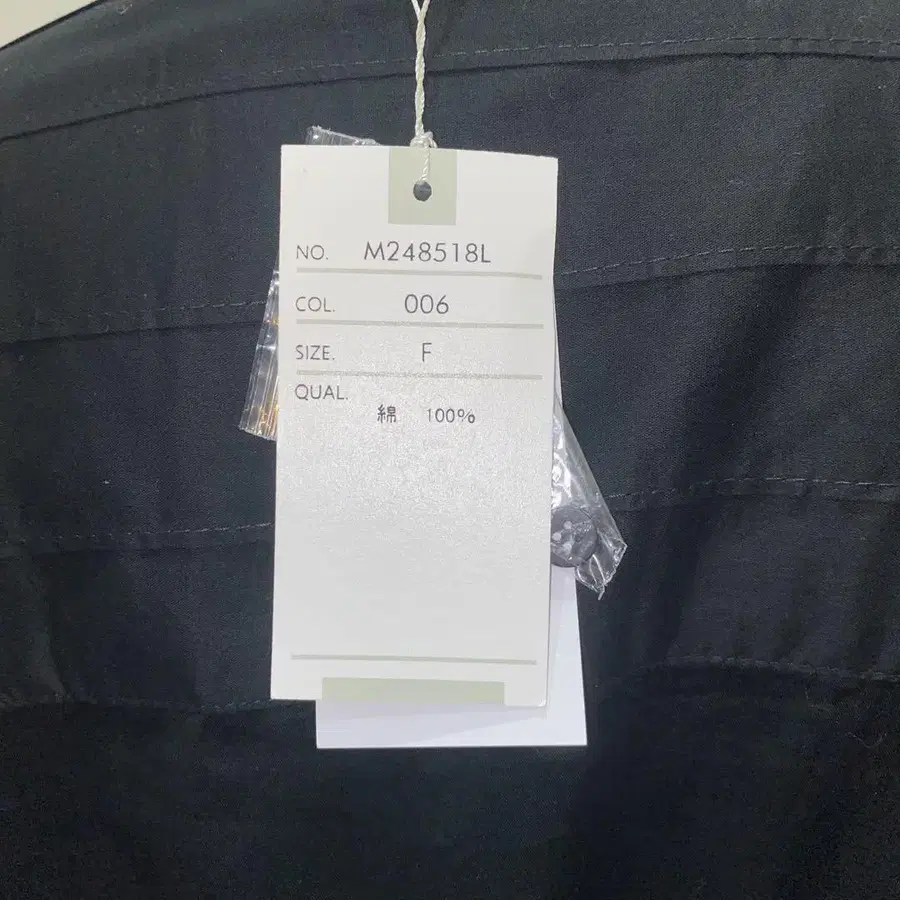 NO. M248518L
COL. 006
SIZE. F
QUAL.
綿 100%